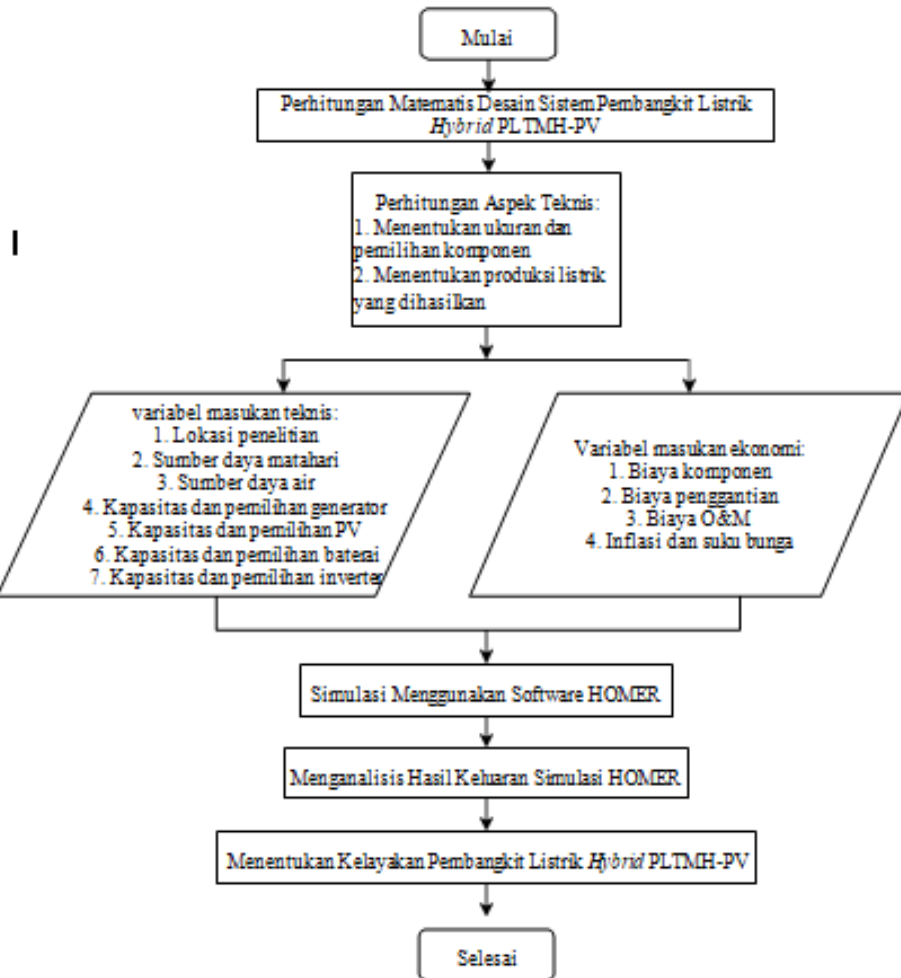 Mulai
Perhitungan Matematis Desain Sistem Pembangkit Listrik
Hybrid PLTMH-PV
Perhitungan Aspek Teknis:
1. Menentukan ukuran dan
pemilihan komponen
2. Menentukan produksi listrik
yang dihasilkan
variabel masukan teknis:
1. Lokasi penelitian
2. Sumber daya matahari
3. Sumber daya air
4. Kapasitas dan pemilihan generator
5. Kapasitas dan pemilihan PV
6. Kapasitas dan pemilihan baterai
7. Kapasitas dan pemilihan inverter
Variabel masukan ekonomi:
1. Biaya komponen
2. Biaya penggantian
3. Biaya O&M
4. Inflasi dan suku bunga
Simulasi Menggunakan Software HOMER
Menganalisis Hasil Keluaran Simulasi HOMER
Menentukan Kelayakan Pembangkit Listrik Hybrid PLTMH-PV
Selesai